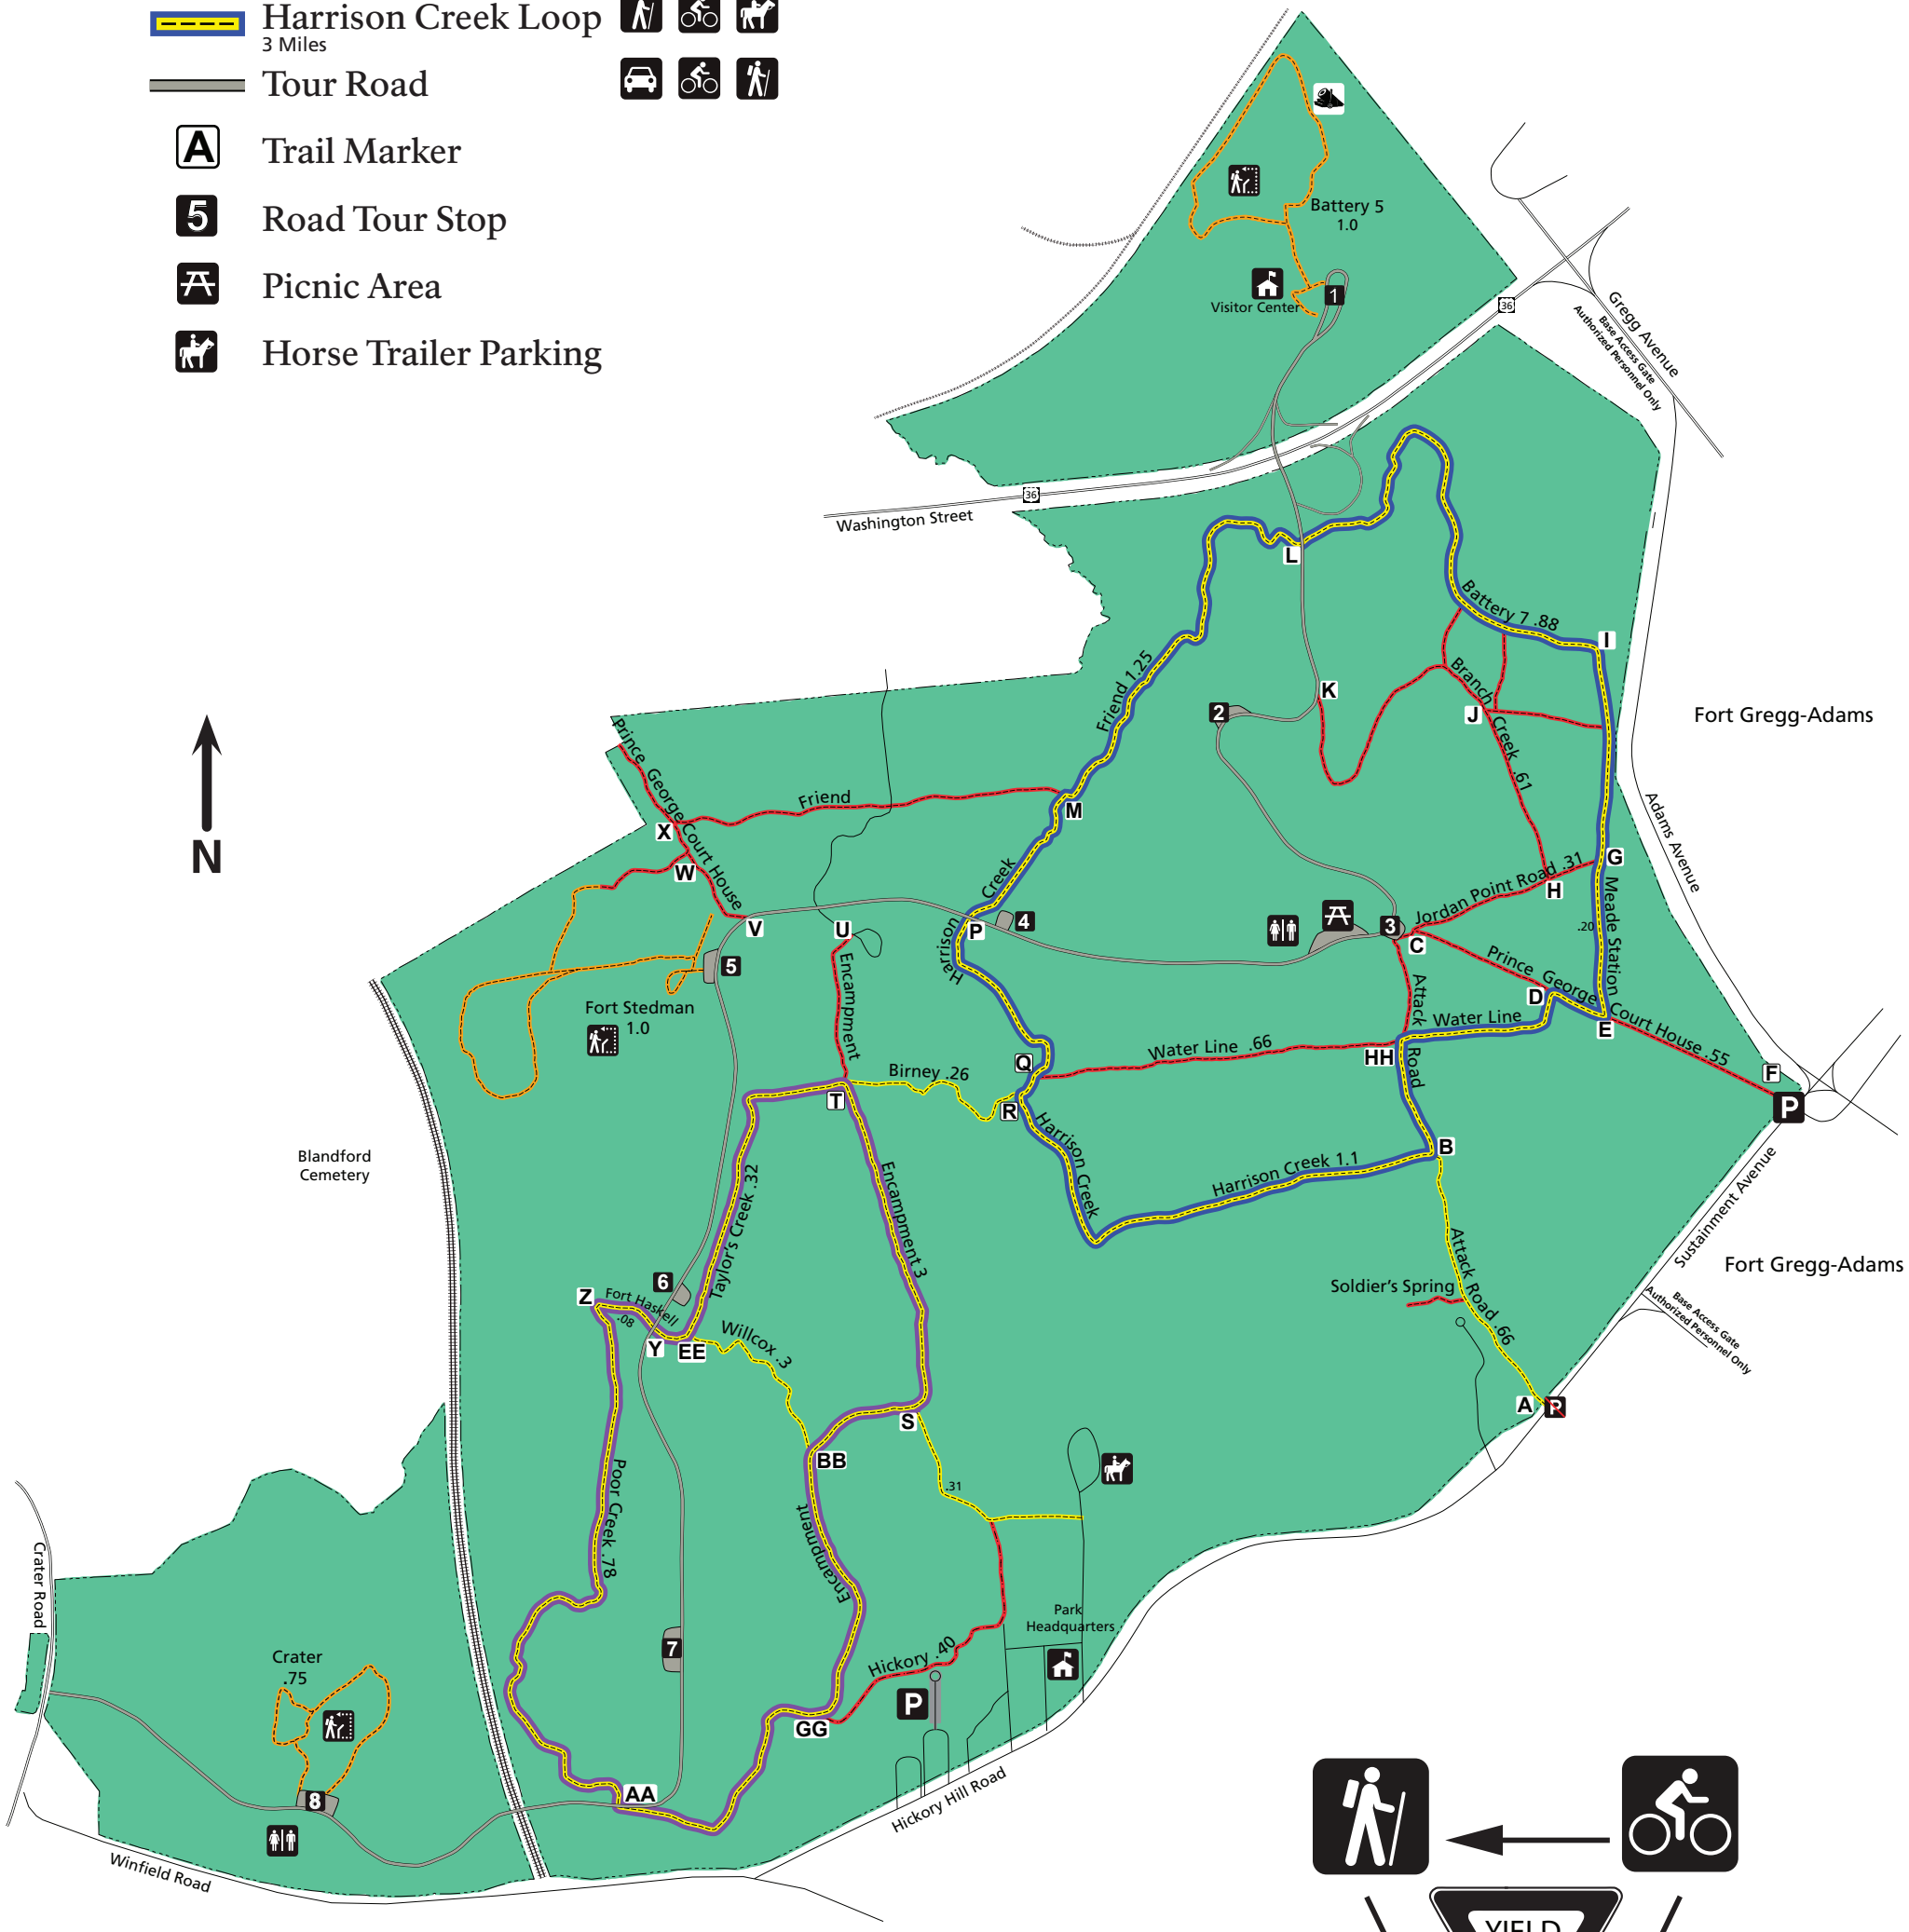 Harrison Creek Loop
3 Miles
Tour Road
A Trail Marker
5 Road Tour Stop
Picnic Area
Horse Trailer Parking
N
Battery 5
1.0
Visitor Center
1
36
Gregg Avenue
Base Access Gate
Authorized Personnel Only
36
Washington Street
L
Battery 7 .88
I
Friend 1.25
K
2
Branch Creek .61
J
Fort Gregg-Adams
Prince George Court House
Friend
M
X
W
Adams Avenue
G
Jordan Point Road .31
H
Creek
V
U
P
4
3
C
.20
Meade Station
Harrison
5
Encampment
Attack Road
Prince George Court House .55
D
E
Fort Stedman
1.0
Water Line
Water Line .66
HH
Q
F
P
Birney .26
T
R
Harrison Creek
B
Harrison Creek 1.1
Blandford
Cemetery
Taylor's Creek .32
Encampment 3
Sustainment Avenue
Fort Gregg-Adams
6
Z
Fort Haskell
.08
Y
EE
Willcox .3
Soldier's Spring
Attack Road .66
Base Access Gate
Authorized Personnel Only
A
P
S
BB
.31
Poor Creek .78
Encampment
Crater Road
Park
Headquarters
7
Hickory .40
P
GG
Crater
.75
AA
8
Hickory Hill Road
Winfield Road
YIELD